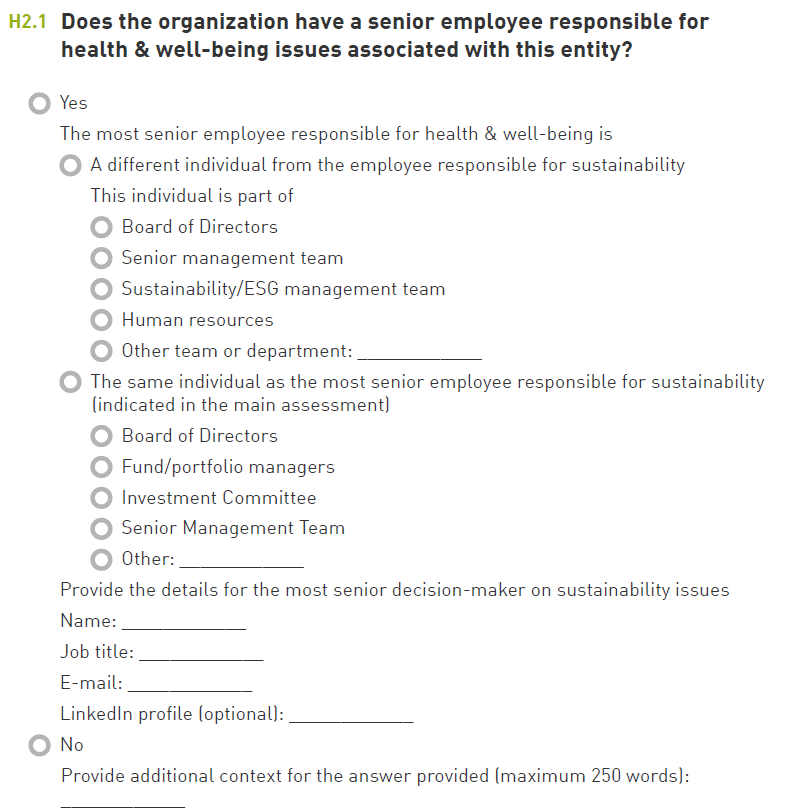 H2.1 Does the organization have a senior employee responsible for
health & well-being issues associated with this entity?
Yes
The most senior employee responsible for health & well-being is
A different individual from the employee responsible for sustainability
This individual is part of
Board of Directors
Senior management team
Sustainability/ESG management team
Human resources
Other team or department: ____________
The same individual as the most senior employee responsible for sustainability
(indicated in the main assessment)
Board of Directors
Fund/portfolio managers
Investment Committee
Senior Management Team
Other: ____________
Provide the details for the most senior decision-maker on sustainability issues
Name: ____________
Job title: ____________
E-mail: ____________
LinkedIn profile (optional): ____________
No
Provide additional context for the answer provided (maximum 250 words):
____________